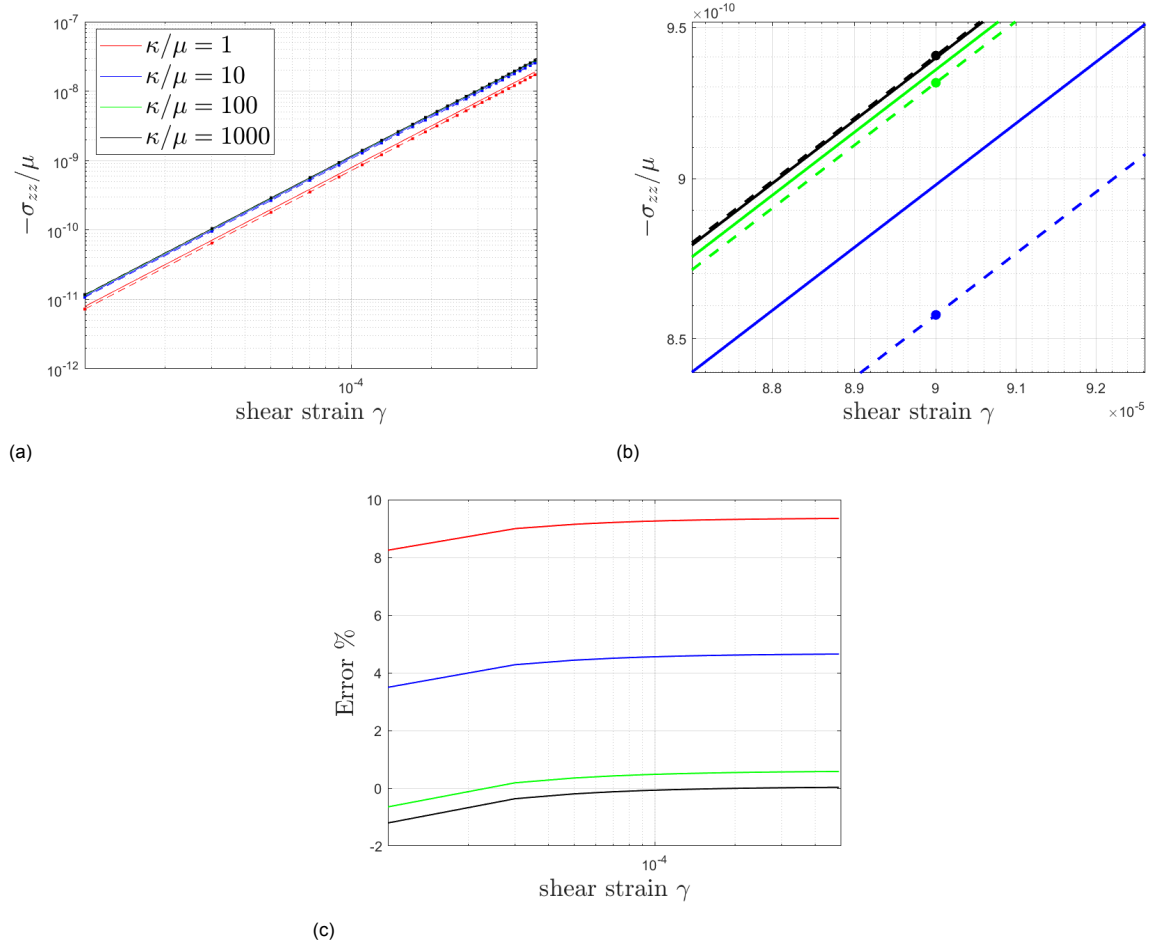 10^-7
10^-8
10^-9
10^-10
10^-11
10^-12
−σzz/μ
κ/μ = 1
κ/μ = 10
κ/μ = 100
κ/μ = 1000
10^-4
shear strain γ
(a)
×10^-10
9.5
9
8.5
−σzz/μ
8.8 8.9 9 9.1 9.2
shear strain γ
×10^-5
(b)
10
8
6
4
2
0
-2
Error %
10^-4
shear strain γ
(c)